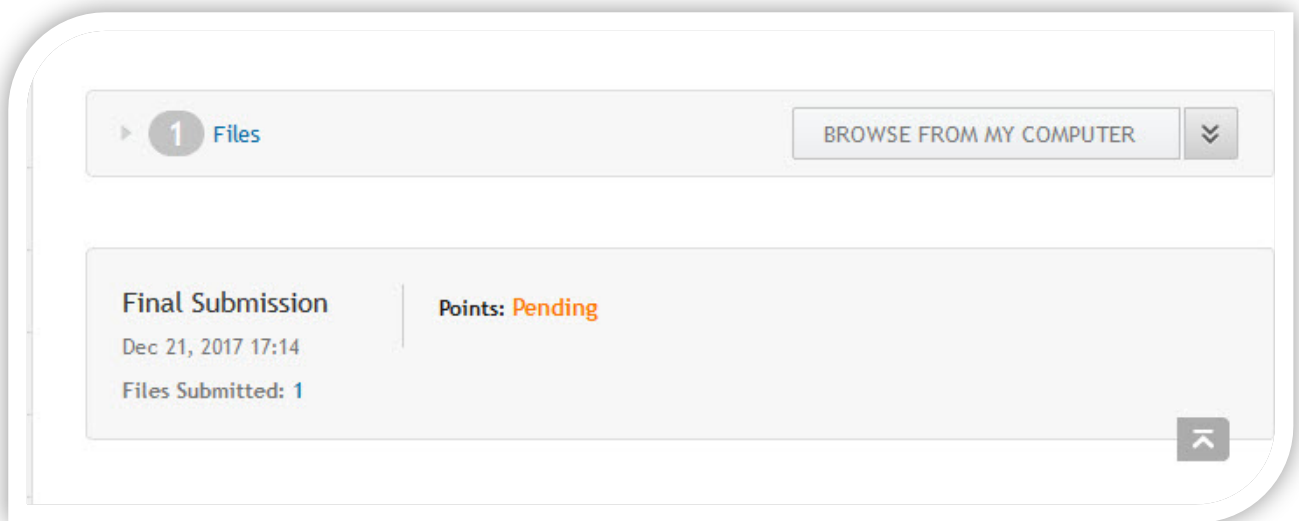 1 Files
BROWSE FROM MY COMPUTER
Final Submission
Points: Pending
Dec 21, 2017 17:14
Files Submitted: 1